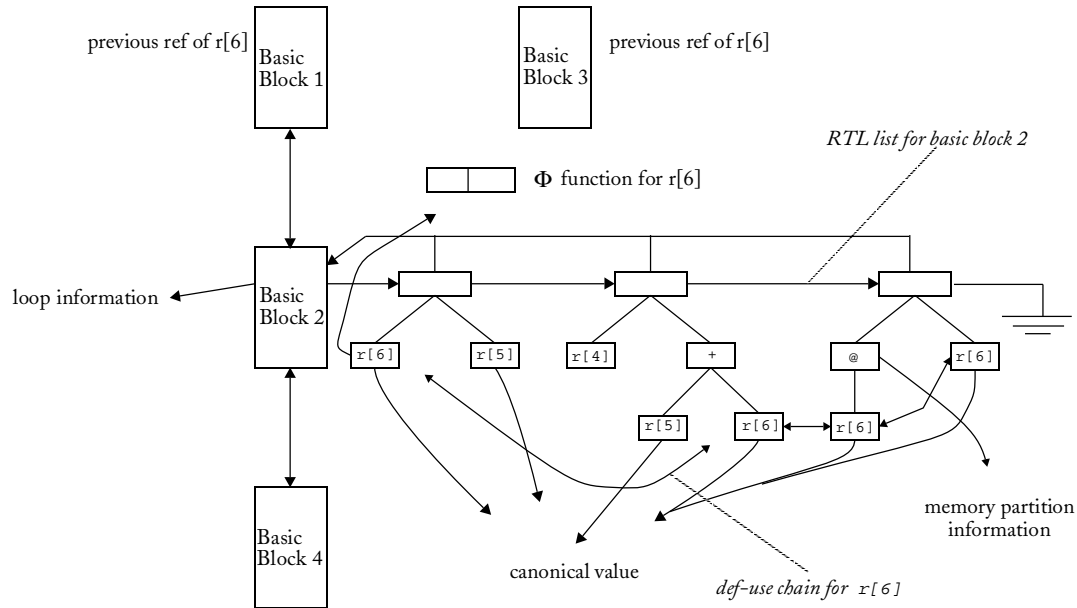 previous ref of r[6]
Basic
Block 1
Basic
Block 3
previous ref of r[6]
RTL list for basic block 2
Φ function for r[6]
loop information
Basic
Block 2
r[6]
r[5]
r[4]
+
@
r[6]
r[5]
r[6]
r[6]
memory partition
information
Basic
Block 4
canonical value
def-use chain for r[6]